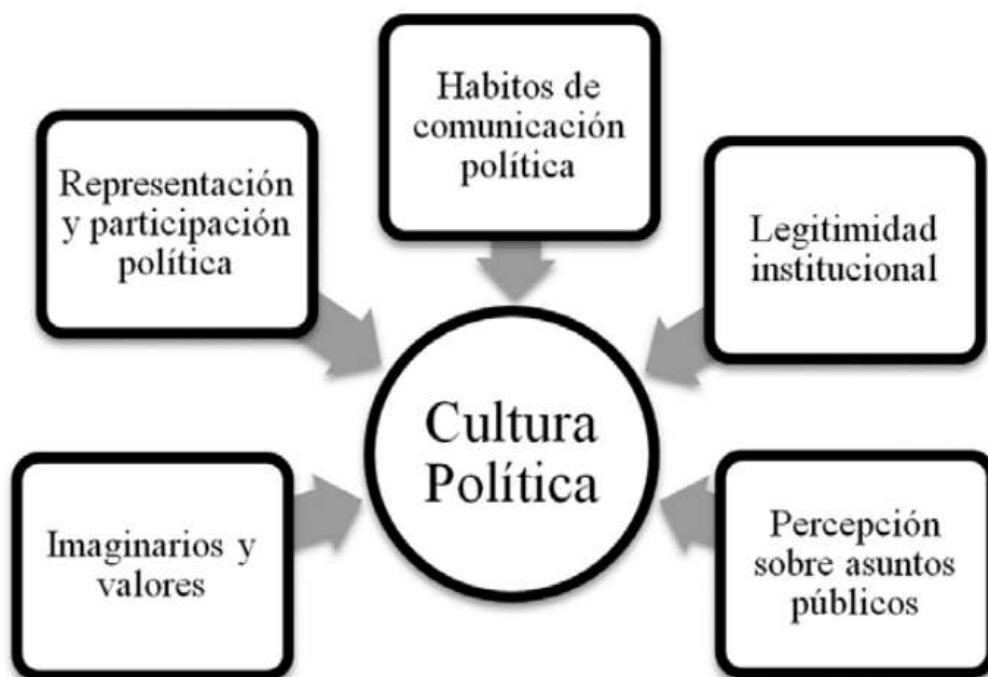 Habitos de
comunicación
política
Representación
y participación
política
Legitimidad
institucional
Cultura
Política
Imaginarios y
valores
Percepción
sobre asuntos
públicos